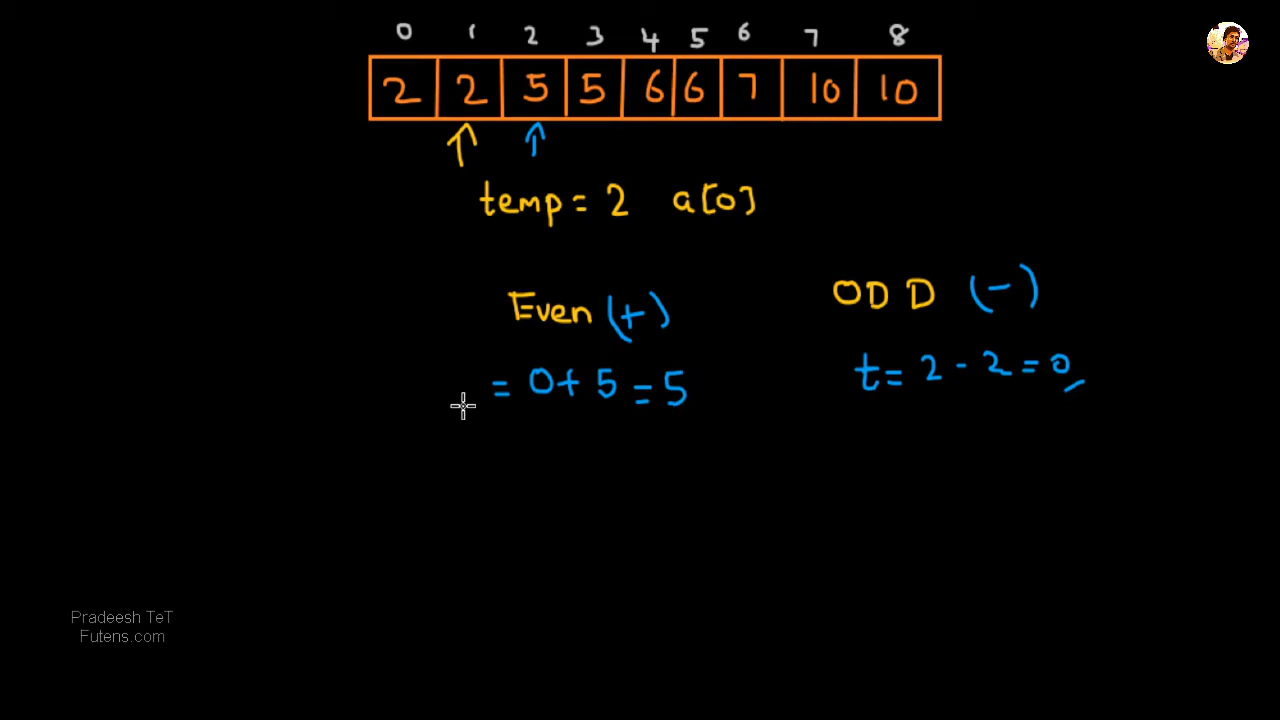 0 1 2 3 4 5 6 7 8
2 2 5 5 6 6 7 10 10
temp = 2 a[0]
Even (+) ODD (-)
= 0 + 5 = 5 t = 2 - 2 = 0
Pradeesh TeT
Futens.com